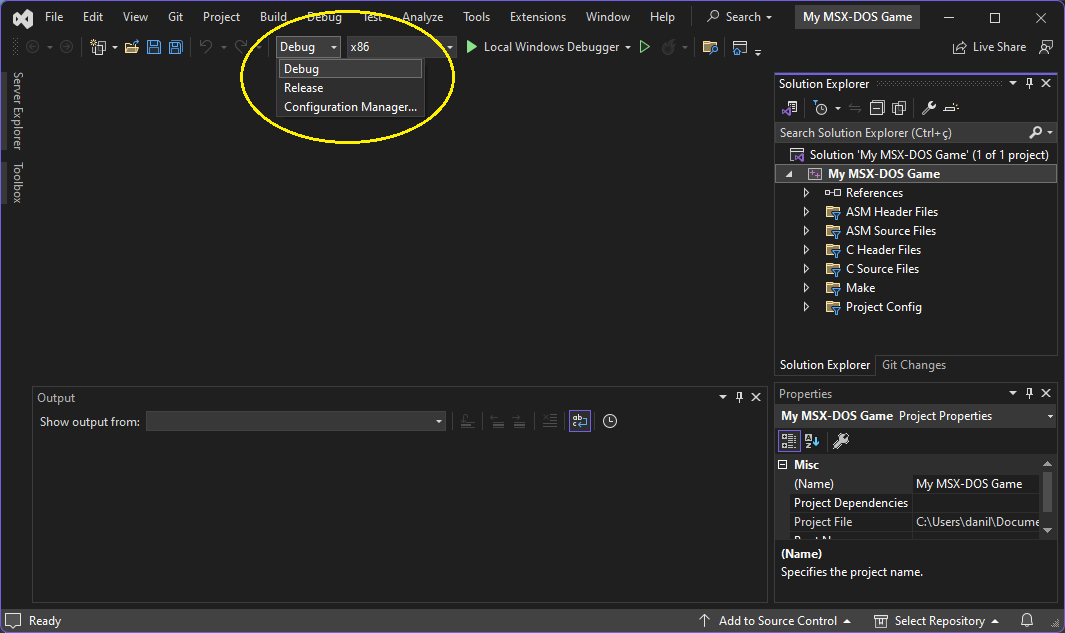 File Edit View Git Project Build Debug Test Analyze Tools Extensions Window Help Search My MSX-DOS Game
Debug x86 Local Windows Debugger Live Share
Debug
Release
Configuration Manager...
Server Explorer
Toolbox
Solution Explorer
Search Solution Explorer (Ctrl+ç)
Solution 'My MSX-DOS Game' (1 of 1 project)
My MSX-DOS Game
References
ASM Header Files
ASM Source Files
C Header Files
C Source Files
Make
Project Config
Solution Explorer Git Changes
Output
Show output from:
Properties
My MSX-DOS Game Project Properties
Misc
(Name) My MSX-DOS Game
Project Dependencies
Project File C:\Users\danil\Docume
(Name)
Specifies the project name.
Ready Add to Source Control Select Repository